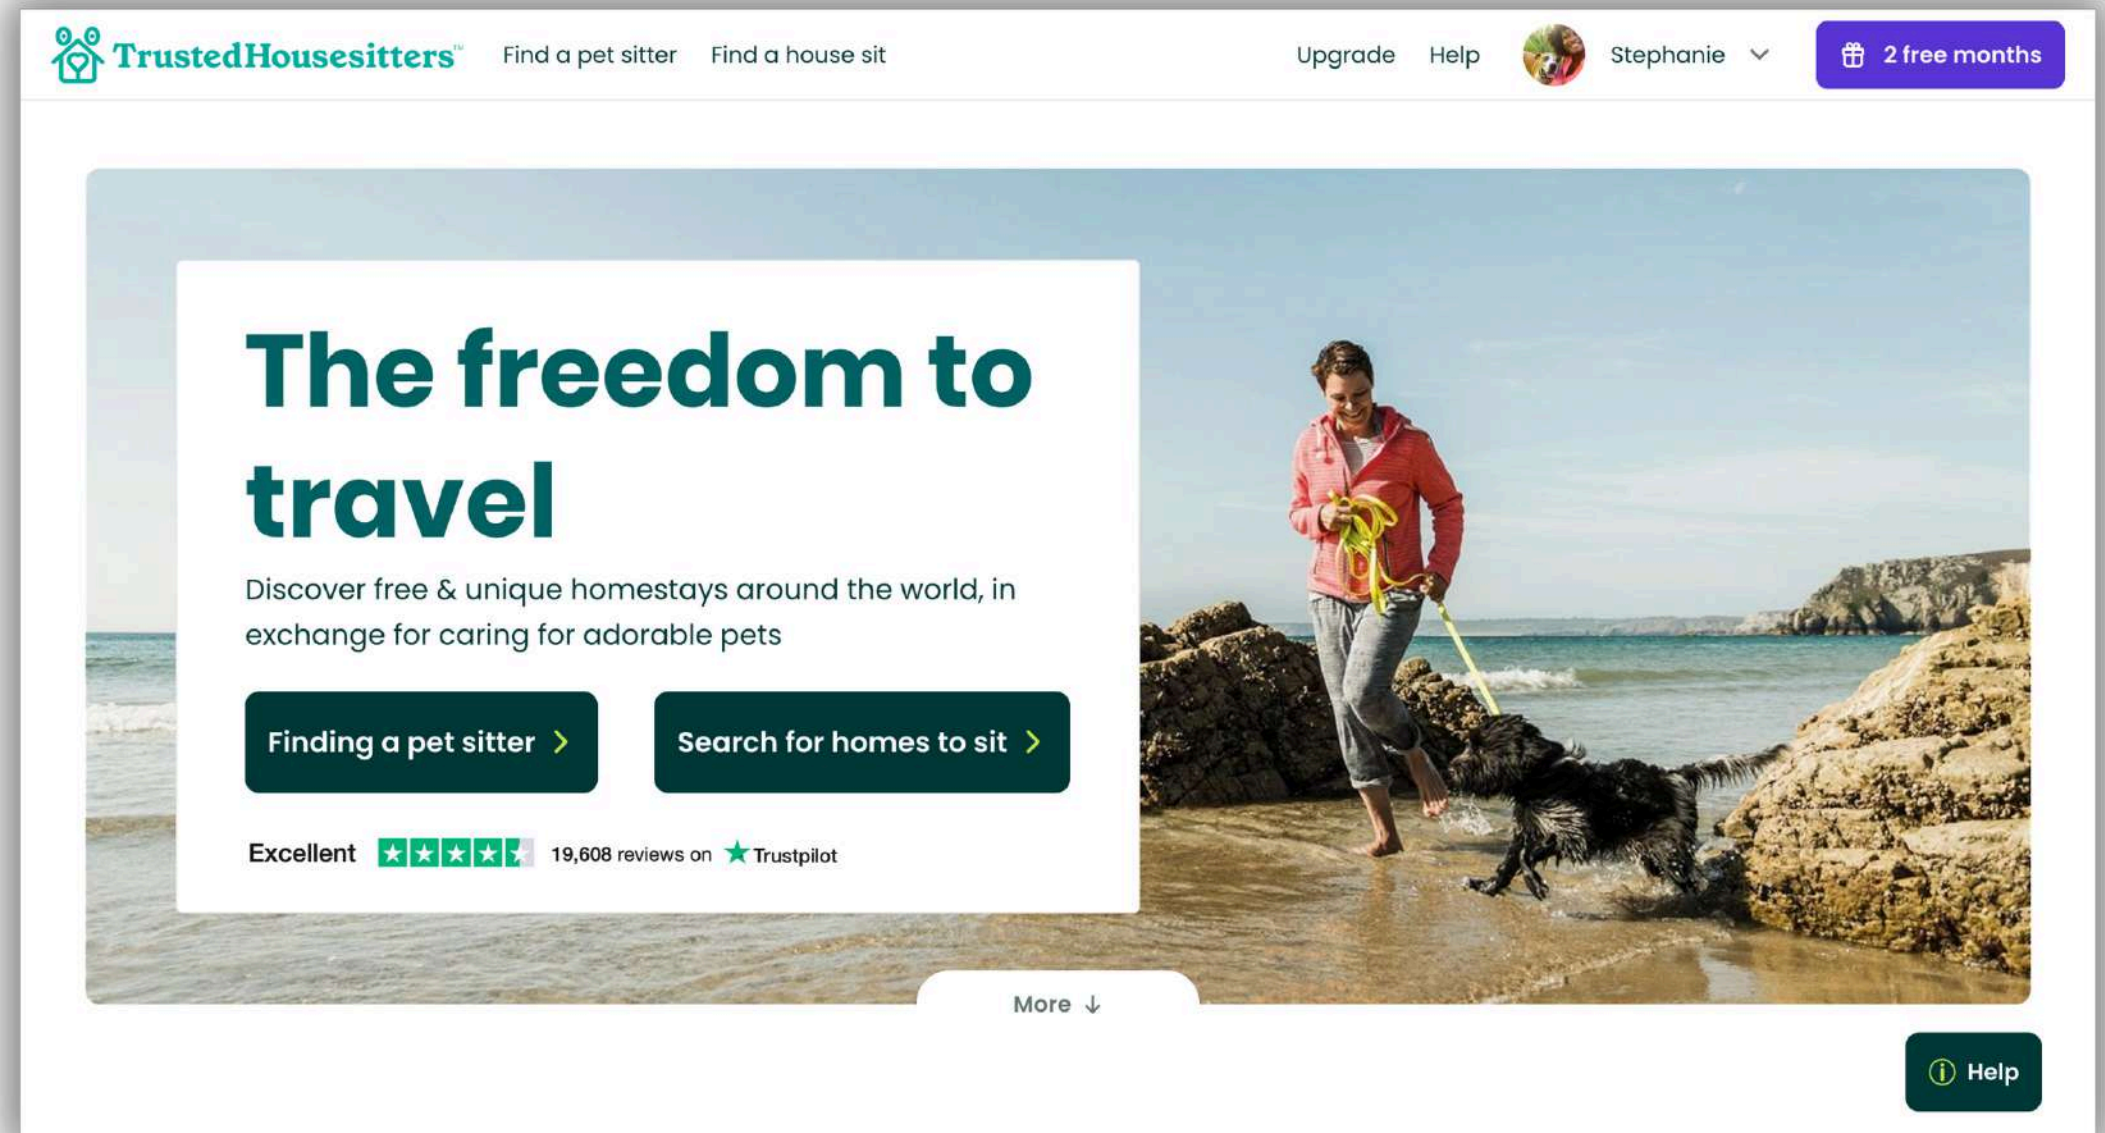 TrustedHousesitters™ Find a pet sitter Find a house sit Upgrade Help Stephanie 2 free months
The freedom to
travel
Discover free & unique homestays around the world, in
exchange for caring for adorable pets
Finding a pet sitter Search for homes to sit
Excellent 19,608 reviews on Trustpilot
More ↓
Help